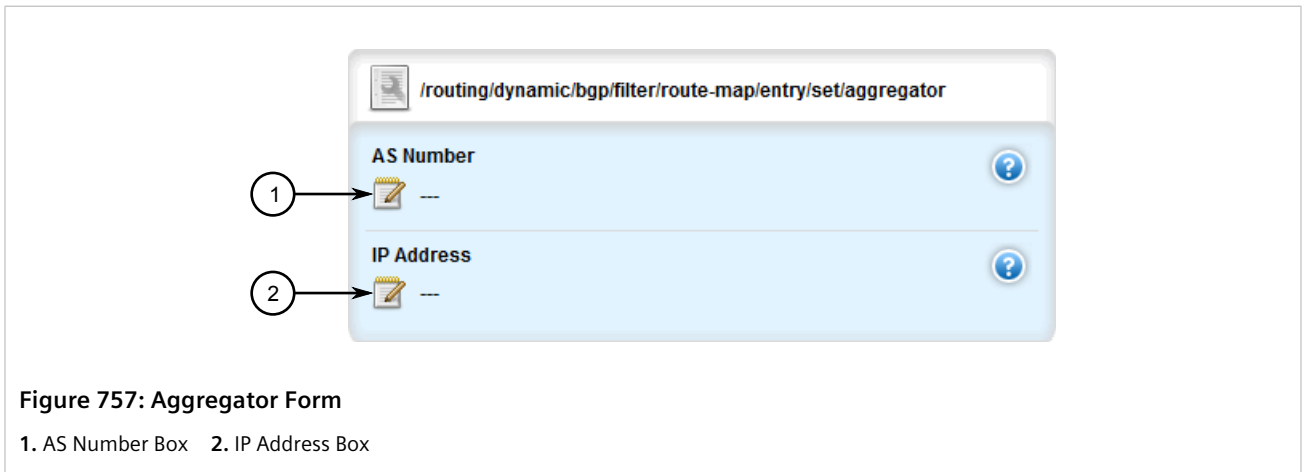 /routing/dynamic/bgp/filter/route-map/entry/set/aggregator
AS Number
1
---
IP Address
2
---
Figure 757: Aggregator Form
1. AS Number Box 2. IP Address Box